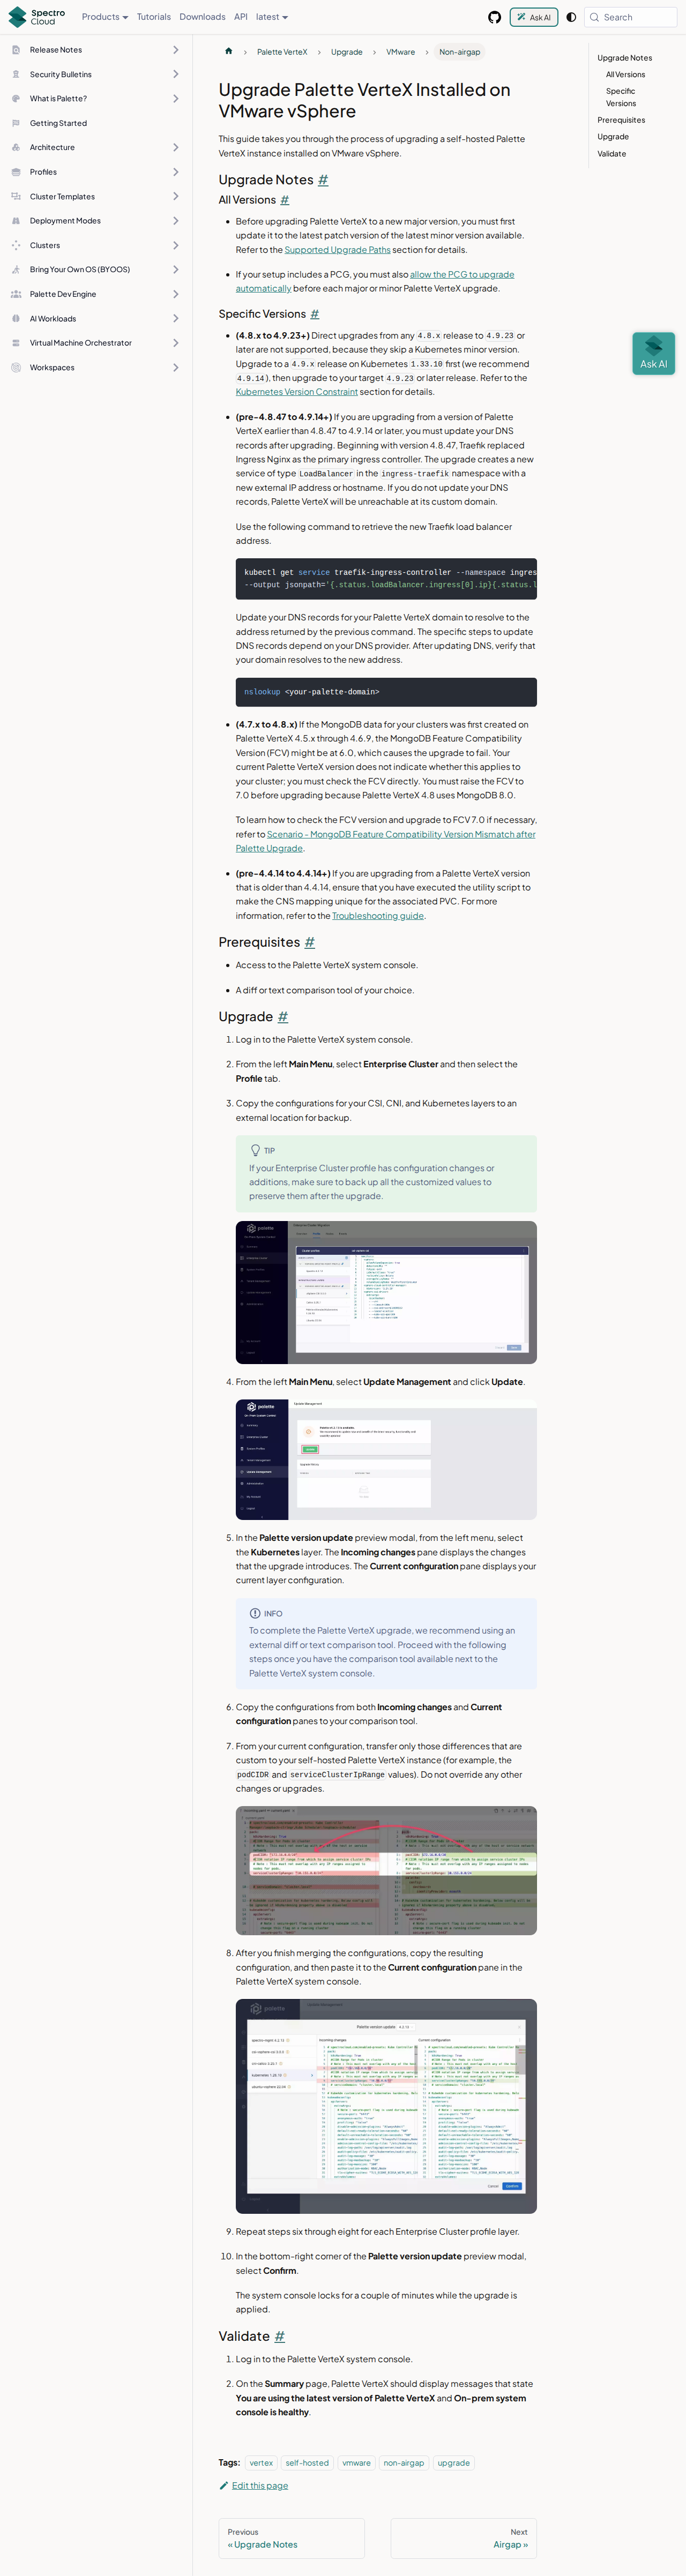 Spectro Cloud
Products
Tutorials
Downloads
API
latest
Ask AI
Search
Release Notes
Security Bulletins
What is Palette?
Getting Started
Architecture
Profiles
Cluster Templates
Deployment Modes
Clusters
Bring Your Own OS (BYOOS)
Palette Dev Engine
AI Workloads
Virtual Machine Orchestrator
Workspaces
Palette VerteX
Upgrade
VMware
Non-airgap
Upgrade Palette VerteX Installed on
VMware vSphere
This guide takes you through the process of upgrading a self-hosted Palette
VerteX instance installed on VMware vSphere.
Upgrade Notes #
All Versions #
Before upgrading Palette VerteX to a new major version, you must first
update it to the latest patch version of the latest minor version available.
Refer to the Supported Upgrade Paths section for details.
If your setup includes a PCG, you must also allow the PCG to upgrade
automatically before each major or minor Palette VerteX upgrade.
Specific Versions #
(4.8.x to 4.9.23+) Direct upgrades from any 4.8.x release to 4.9.23 or
later are not supported, because they skip a Kubernetes minor version.
Upgrade to a 4.9.x release on Kubernetes 1.33.10 first (we recommend
4.9.14), then upgrade to your target 4.9.23 or later release. Refer to the
Kubernetes Version Constraint section for details.
(pre-4.8.47 to 4.9.14+) If you are upgrading from a version of Palette
VerteX earlier than 4.8.47 to 4.9.14 or later, you must update your DNS
records after upgrading. Beginning with version 4.8.47, Traefik replaced
Ingress Nginx as the primary ingress controller. The upgrade creates a new
service of type LoadBalancer in the ingress-traefik namespace with a
new external IP address or hostname. If you do not update your DNS
records, Palette VerteX will be unreachable at its custom domain.
Use the following command to retrieve the new Traefik load balancer
address.
kubectl get service traefik-ingress-controller --namespace ingres
--output jsonpath='{.status.loadBalancer.ingress[0].ip}{.status.l
Update your DNS records for your Palette VerteX domain to resolve to the
address returned by the previous command. The specific steps to update
DNS records depend on your DNS provider. After updating DNS, verify that
your domain resolves to the new address.
nslookup <your-palette-domain>
(4.7.x to 4.8.x) If the MongoDB data for your clusters was first created on
Palette VerteX 4.5.x through 4.6.9, the MongoDB Feature Compatibility
Version (FCV) might be at 6.0, which causes the upgrade to fail. Your
current Palette VerteX version does not indicate whether this applies to
your cluster; you must check the FCV directly. You must raise the FCV to
7.0 before upgrading because Palette VerteX 4.8 uses MongoDB 8.0.
To learn how to check the FCV version and upgrade to FCV 7.0 if necessary,
refer to Scenario - MongoDB Feature Compatibility Version Mismatch after
Palette Upgrade.
(pre-4.4.14 to 4.4.14+) If you are upgrading from a Palette VerteX version
that is older than 4.4.14, ensure that you have executed the utility script to
make the CNS mapping unique for the associated PVC. For more
information, refer to the Troubleshooting guide.
Prerequisites #
Access to the Palette VerteX system console.
A diff or text comparison tool of your choice.
Upgrade #
1. Log in to the Palette VerteX system console.
2. From the left Main Menu, select Enterprise Cluster and then select the
Profile tab.
3. Copy the configurations for your CSI, CNI, and Kubernetes layers to an
external location for backup.
TIP
If your Enterprise Cluster profile has configuration changes or
additions, make sure to back up all the customized values to
preserve them after the upgrade.
palette
4. From the left Main Menu, select Update Management and click Update.
palette
Update Management
5. In the Palette version update preview modal, from the left menu, select
the Kubernetes layer. The Incoming changes pane displays the changes
that the upgrade introduces. The Current configuration pane displays your
current layer configuration.
INFO
To complete the Palette VerteX upgrade, we recommend using an
external diff or text comparison tool. Proceed with the following
steps once you have the comparison tool available next to the
Palette VerteX system console.
6. Copy the configurations from both Incoming changes and Current
configuration panes to your comparison tool.
7. From your current configuration, transfer only those differences that are
custom to your self-hosted Palette VerteX instance (for example, the
podCIDR and serviceClusterIpRange values). Do not override any other
changes or upgrades.
8. After you finish merging the configurations, copy the resulting
configuration, and then paste it to the Current configuration pane in the
Palette VerteX system console.
palette
Palette version update
Incoming changes
Current configuration
Cancel
Confirm
9. Repeat steps six through eight for each Enterprise Cluster profile layer.
10. In the bottom-right corner of the Palette version update preview modal,
select Confirm.
The system console locks for a couple of minutes while the upgrade is
applied.
Validate #
1. Log in to the Palette VerteX system console.
2. On the Summary page, Palette VerteX should display messages that state
You are using the latest version of Palette VerteX and On-prem system
console is healthy.
Tags: vertex self-hosted vmware non-airgap upgrade
Edit this page
Previous
« Upgrade Notes
Next
Airgap »
Upgrade Notes
All Versions
Specific
Versions
Prerequisites
Upgrade
Validate
Ask AI